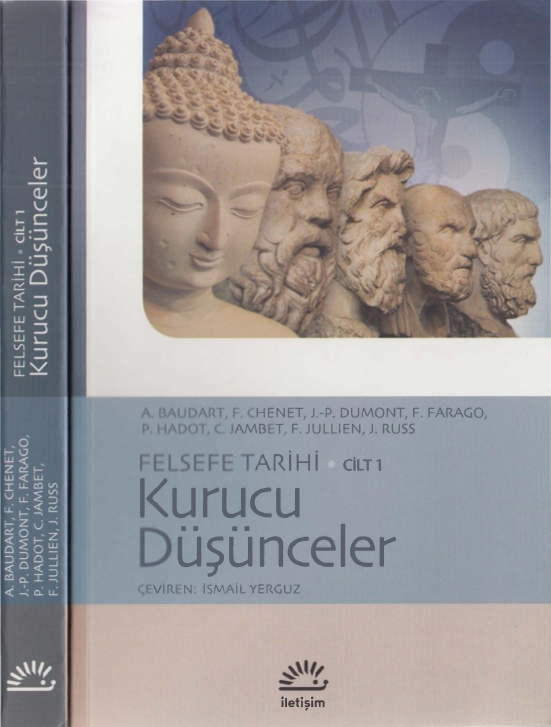 FELSEFE TARİHİ • CİLT 1
Kurucu Düşünceler
A. BAUDART, F. CHENET,
J.-P. DUMONT, F. FARAGO,
P. HADOT, C. JAMBET,
F. JULLIEN, J. RUSS
A. BAUDART, F. CHENET, J.-P. DUMONT, F. FARAGO,
P. HADOT, C. JAMBET, F. JULLIEN, J. RUSS
FELSEFE TARİHİ • CİLT 1
Kurucu
Düşünceler
ÇEVİREN: İSMAİL YERGUZ
iletişim